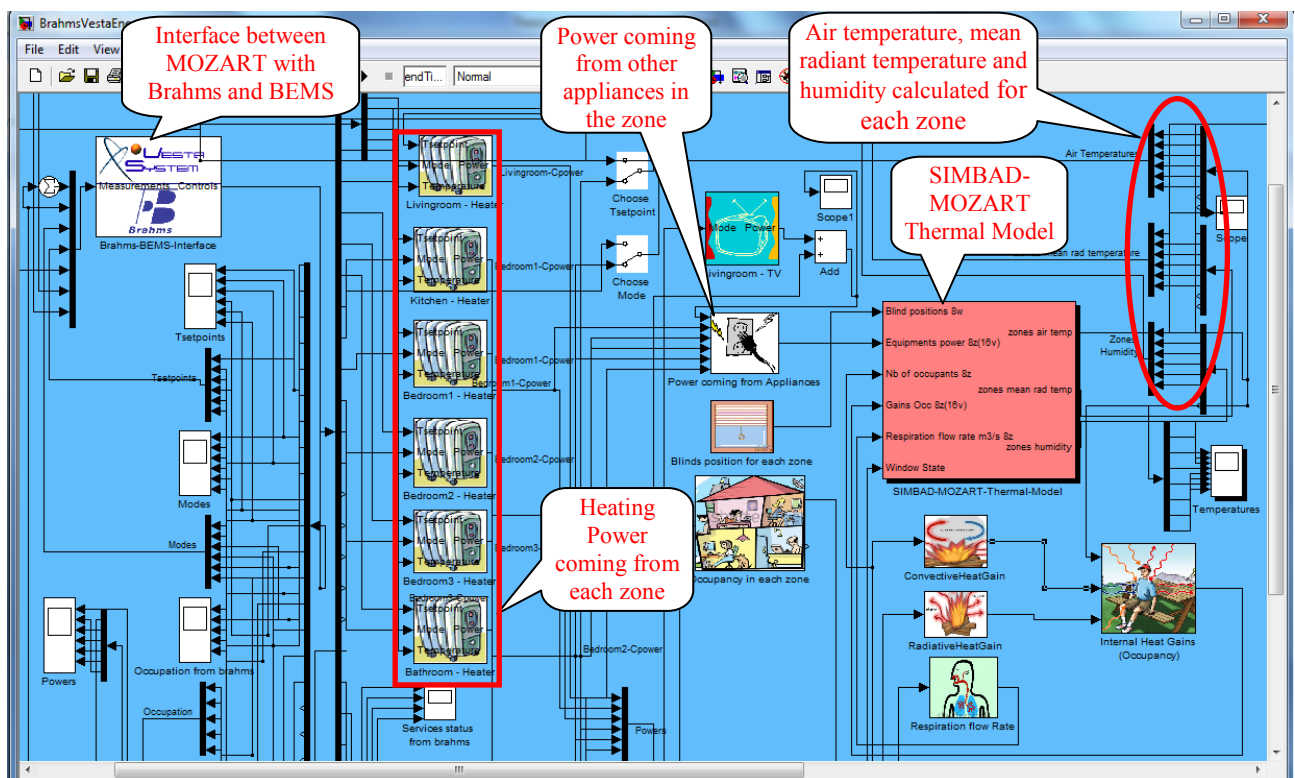 BrahmsVestaEne
File Edit View
endTi... Normal
Interface between
MOZART with
Brahms and BEMS
Power coming
from other
appliances in
the zone
Air temperature, mean
radiant temperature and
humidity calculated for
each zone
SIMBAD-
MOZART
Thermal Model
Heating
Power
coming from
each zone
VESTA
SYSTEM
Measurements Controls
Brahms
Brahms-BEMS-Interface
Tsetpoints
Tsetpoints
Modes
Modes
Powers
Occupation from brahms
Occupation
Tsetpoint
Mode Power
Temperature
Livingroom - Heater
Livingroom-Cpower
Tsetpoint
Mode Power
Temperature
Kitchen - Heater
Bedroom1-Cpower
Tsetpoint
Mode Power
Temperature
Bedroom1 - Heater
Bedroom1-Cpower
Bedroom1-Cpower
Tsetpoint
Mode Power
Temperature
Bedroom2 - Heater
Bedroom2-Cpower
Tsetpoint
Mode Power
Temperature
Bedroom3 - Heater
Bedroom3-
Bedroom3-Cpower
Tsetpoint
Mode Power
Temperature
Bathroom - Heater
Bedroom2-Cpower
Services status
from brahms
Powers
Choose
Tsetpoint
Choose
Mode
Mode Power
Livingroom - TV
Scope1
+
+
Add
Power coming from Appliances
Blinds position for each zone
Occupancy in each zone
Blind positions 8w
Equipments power 8z(16v)
Nb of occupants 8z
Gains Occ 8z(16v)
Respiration flow rate m3/s 8z
Window State
zones air temp
zones mean rad temp
zones humidity
SIMBAD-MOZART-Thermal-Model
Air Temperatures
mean rad temperature
Zones
Humidity
Scope
Temperatures
ConvectiveHeatGain
RadiativeHeatGain
Respiration flow Rate
Internal Heat Gains
(Occupancy)